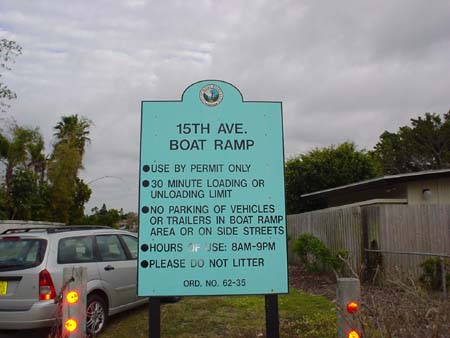 15TH AVE.
BOAT RAMP
●USE BY PERMIT ONLY
●30 MINUTE LOADING OR
UNLOADING LIMIT
●NO PARKING OF VEHICLES
OR TRAILERS IN BOAT RAMP
AREA OR ON SIDE STREETS
●HOURS OF USE: 8AM-9PM
●PLEASE DO NOT LITTER
ORD. NO. 62-35